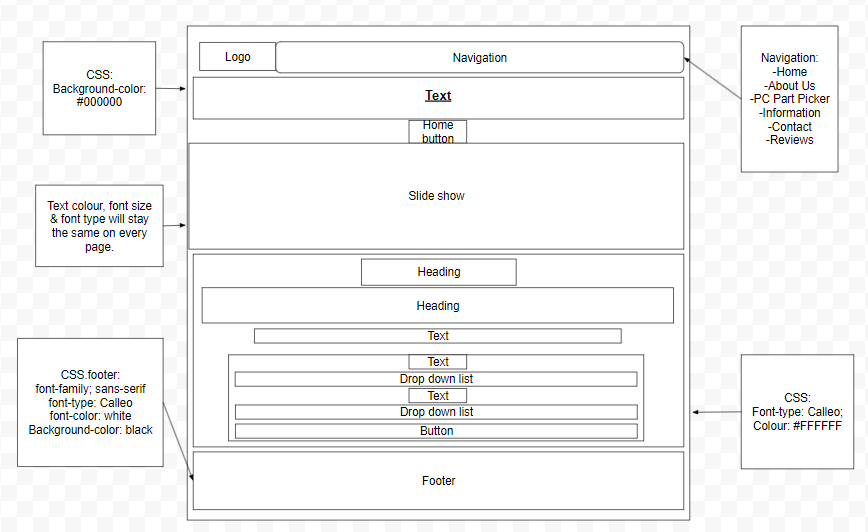 CSS:
Background-color:
#000000
Text colour, font size
& font type will stay
the same on every
page.
CSS.footer:
font-family; sans-serif
font-type: Calleo
font-color: white
Background-color: black
Logo
Navigation
Text
Home
button
Slide show
Heading
Heading
Text
Text
Drop down list
Text
Drop down list
Button
Footer
Navigation:
-Home
-About Us
-PC Part Picker
-Information
-Contact
-Reviews
CSS:
Font-type: Calleo;
Colour: #FFFFFF